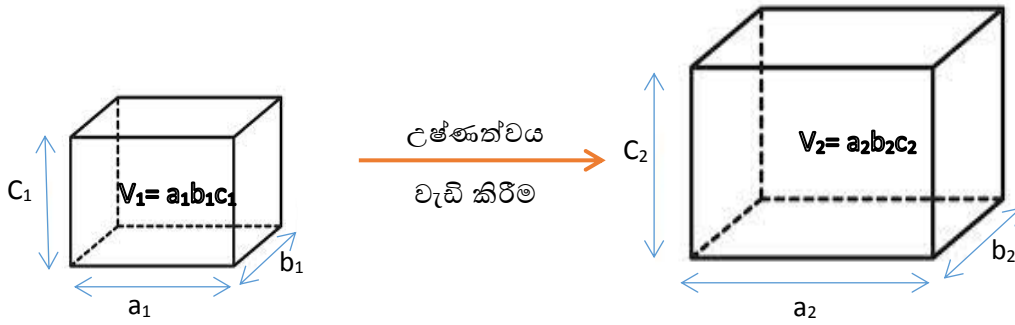 C₁
V₁= a₁b₁c₁
b₁
a₁
උෂ්ණත්වය
වැඩි කිරීම
C₂
V₂= a₂b₂c₂
b₂
a₂